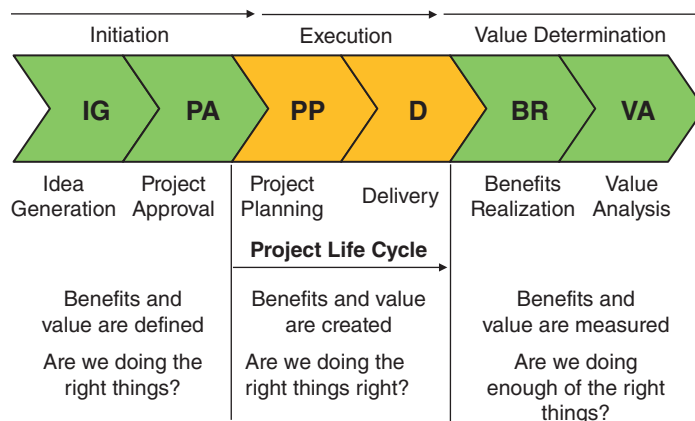 Initiation
Execution
Value Determination
IG
PA
PP
D
BR
VA
Idea
Generation
Project
Approval
Project
Planning
Delivery
Benefits
Realization
Value
Analysis
Project Life Cycle
Benefits and
value are defined
Are we doing the
right things?
Benefits and value
are created
Are we doing the
right things right?
Benefits and
value are measured
Are we doing
enough of the right
things?